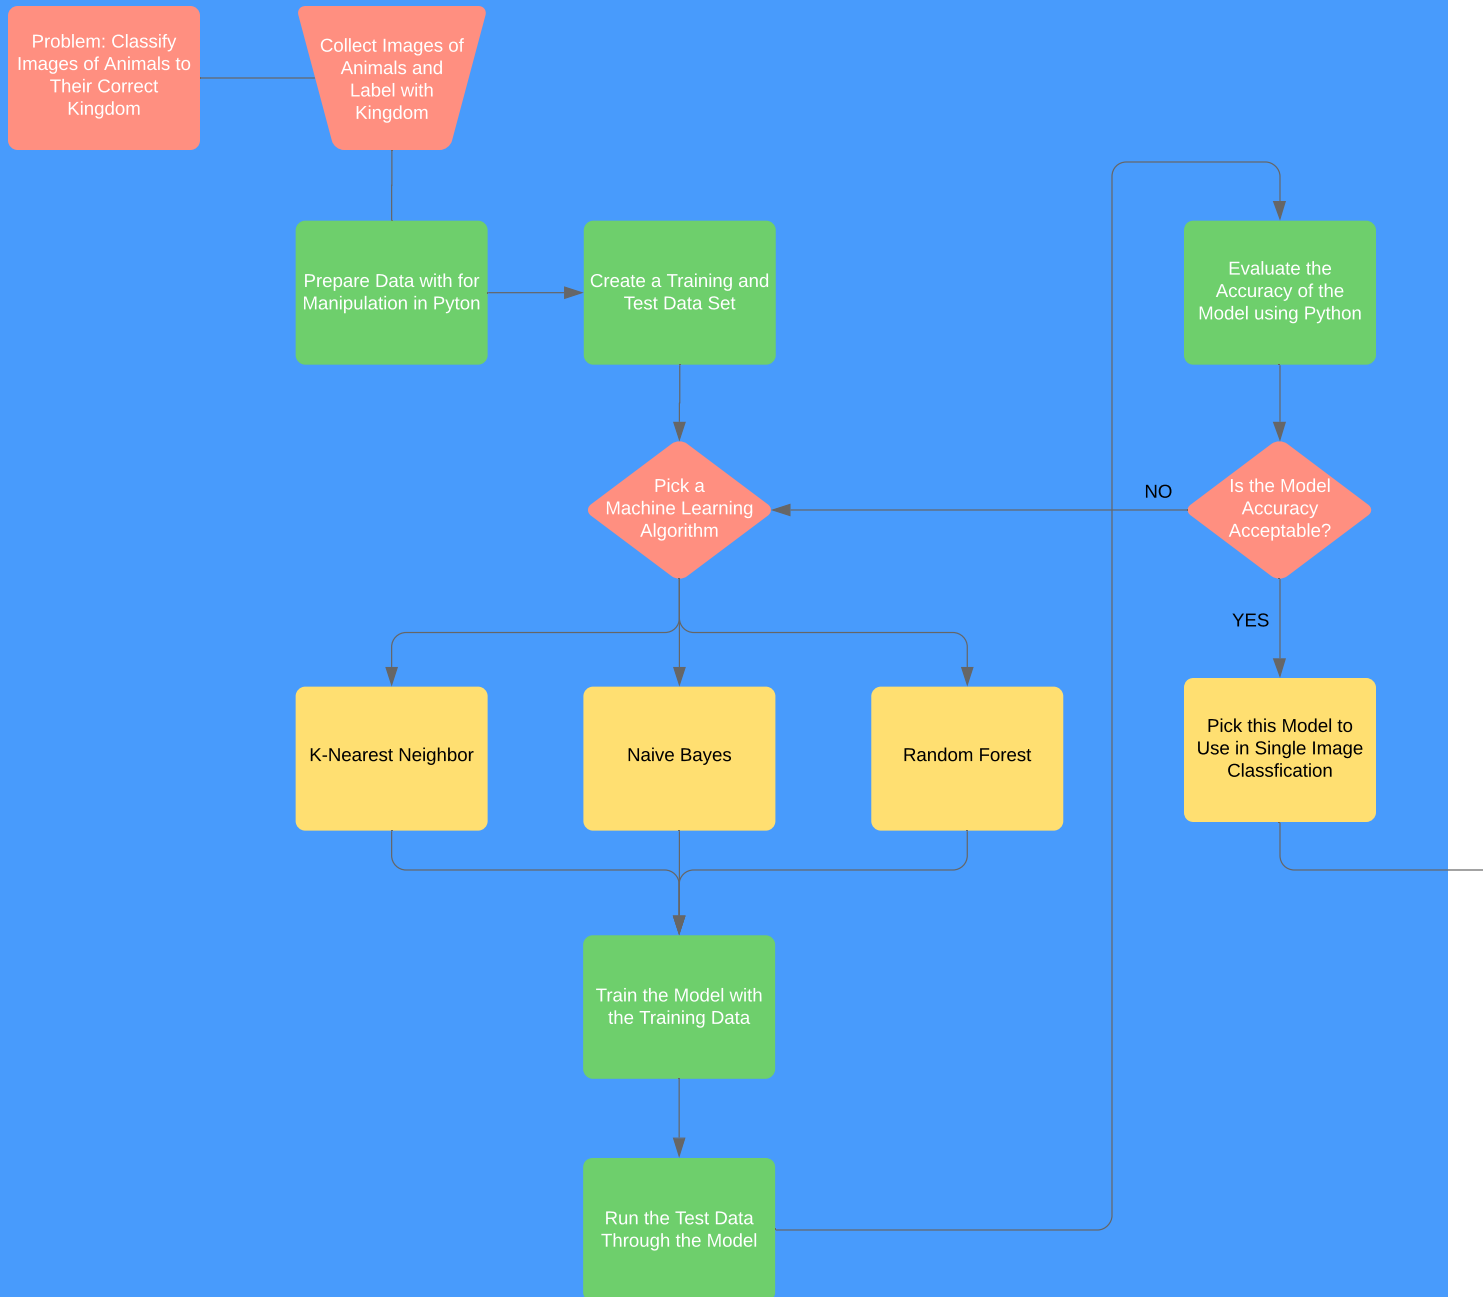 Problem: Classify
Images of Animals to
Their Correct
Kingdom
Collect Images of
Animals and
Label with
Kingdom
Prepare Data with for
Manipulation in Pyton
Create a Training and
Test Data Set
Evaluate the
Accuracy of the
Model using Python
Pick a
Machine Learning
Algorithm
NO
Is the Model
Accuracy
Acceptable?
YES
K-Nearest Neighbor
Naive Bayes
Random Forest
Pick this Model to
Use in Single Image
Classfication
Train the Model with
the Training Data
Run the Test Data
Through the Model